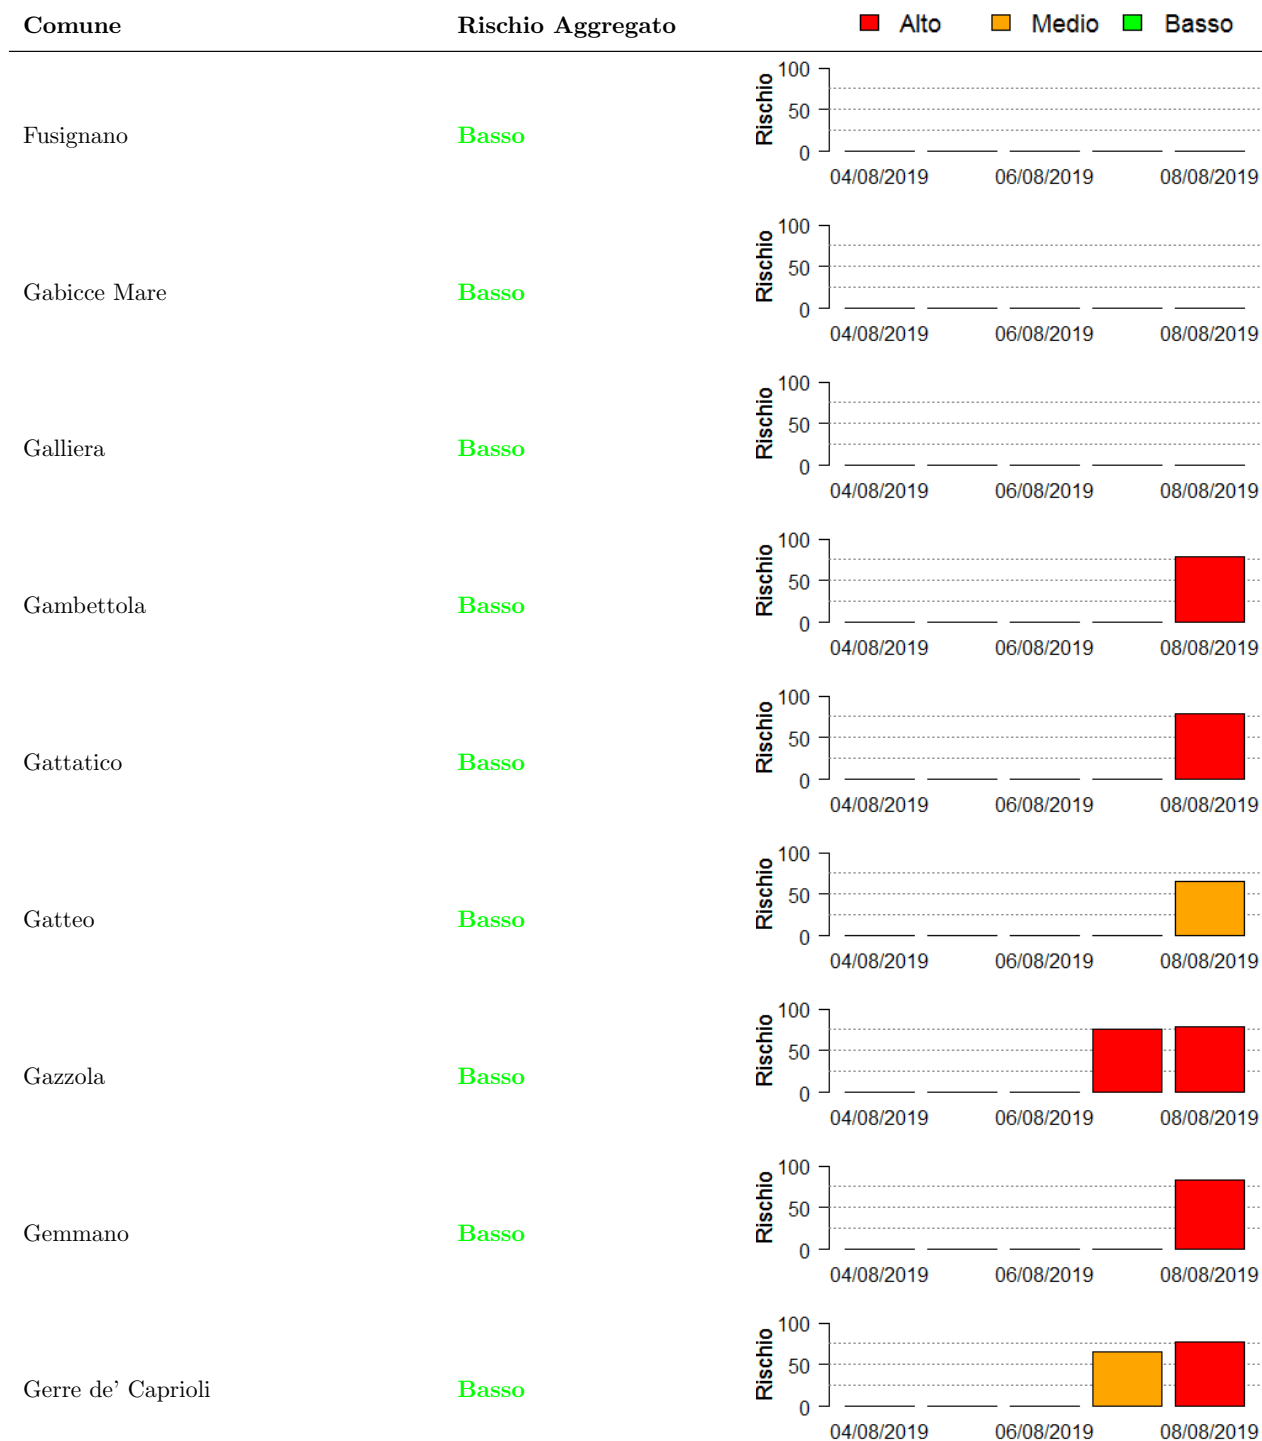 Comune Rischio Aggregato Alto Medio Basso
Fusignano Basso
Rischio
100
50
0
04/08/2019 06/08/2019 08/08/2019
Gabicce Mare Basso
Rischio
100
50
0
04/08/2019 06/08/2019 08/08/2019
Galliera Basso
Rischio
100
50
0
04/08/2019 06/08/2019 08/08/2019
Gambettola Basso
Rischio
100
50
0
04/08/2019 06/08/2019 08/08/2019
Gattatico Basso
Rischio
100
50
0
04/08/2019 06/08/2019 08/08/2019
Gatteo Basso
Rischio
100
50
0
04/08/2019 06/08/2019 08/08/2019
Gazzola Basso
Rischio
100
50
0
04/08/2019 06/08/2019 08/08/2019
Gemmano Basso
Rischio
100
50
0
04/08/2019 06/08/2019 08/08/2019
Gerre de' Caprioli Basso
Rischio
100
50
0
04/08/2019 06/08/2019 08/08/2019